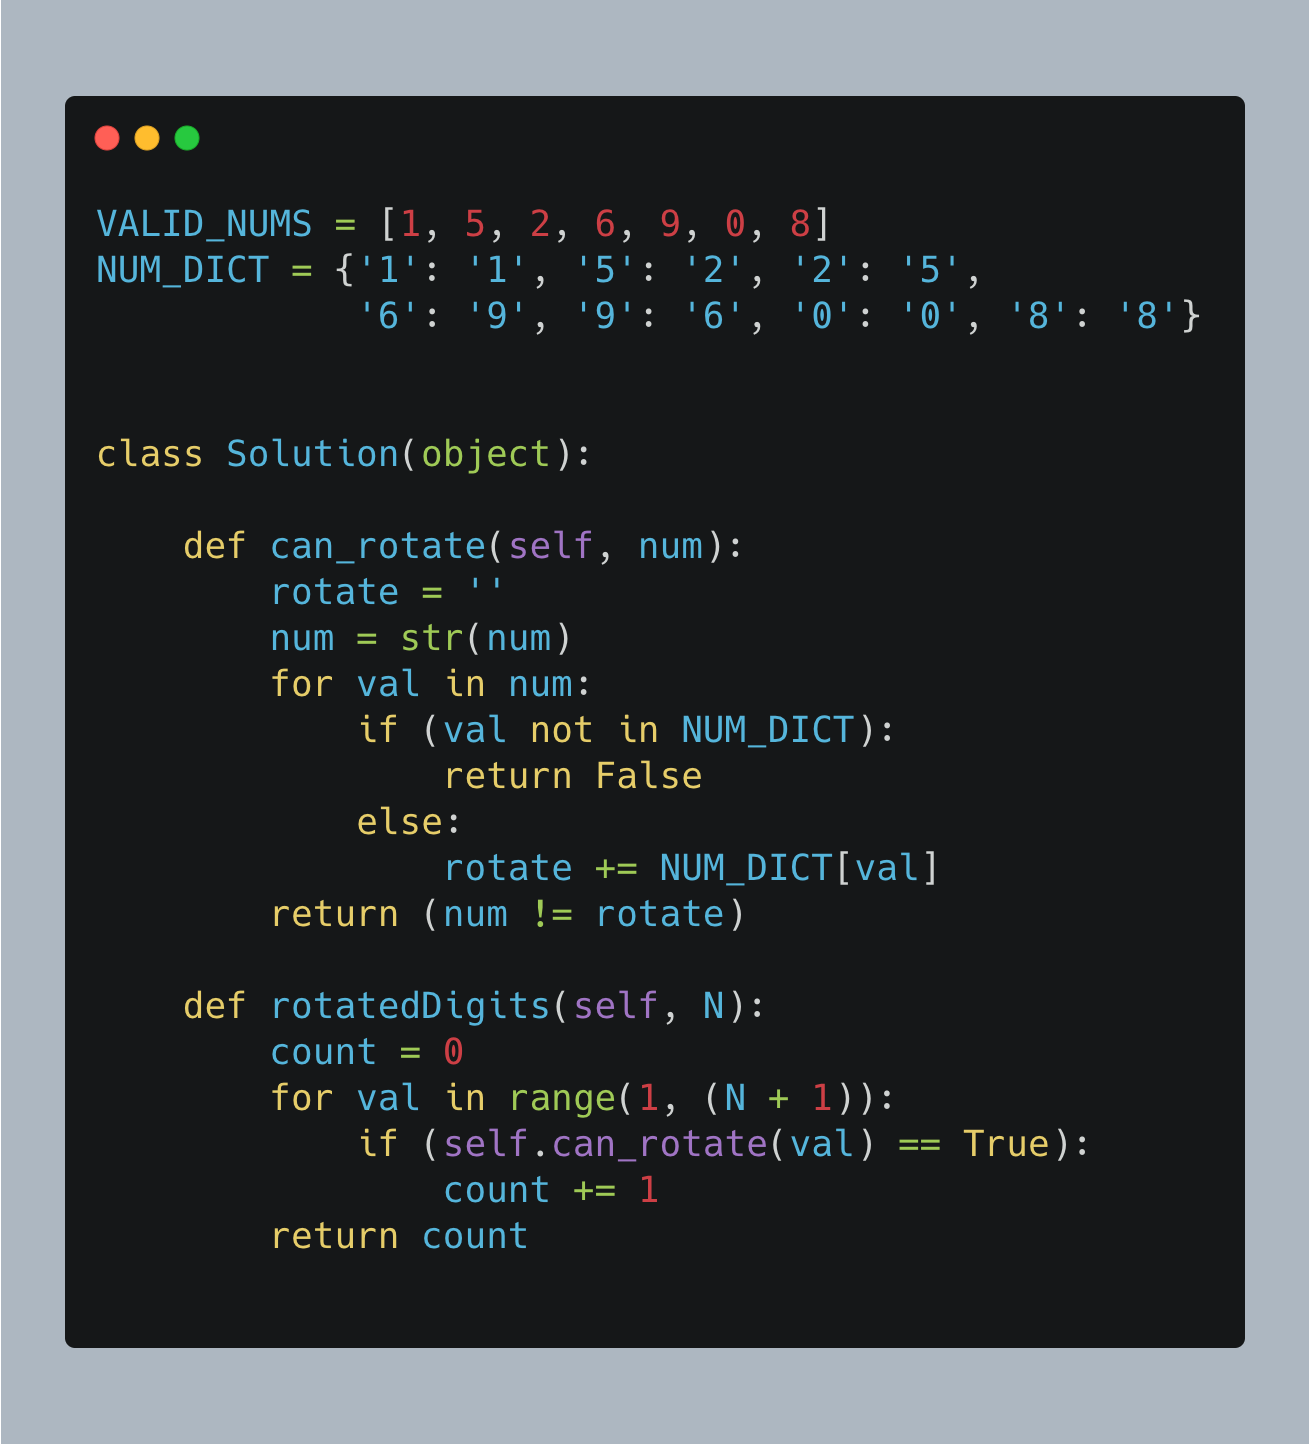 VALID_NUMS = [1, 5, 2, 6, 9, 0, 8]
NUM_DICT = {'1': '1', '5': '2', '2': '5',
            '6': '9', '9': '6', '0': '0', '8': '8'}


class Solution(object):

    def can_rotate(self, num):
        rotate = ''
        num = str(num)
        for val in num:
            if (val not in NUM_DICT):
                return False
            else:
                rotate += NUM_DICT[val]
        return (num != rotate)

    def rotatedDigits(self, N):
        count = 0
        for val in range(1, (N + 1)):
            if (self.can_rotate(val) == True):
                count += 1
        return count